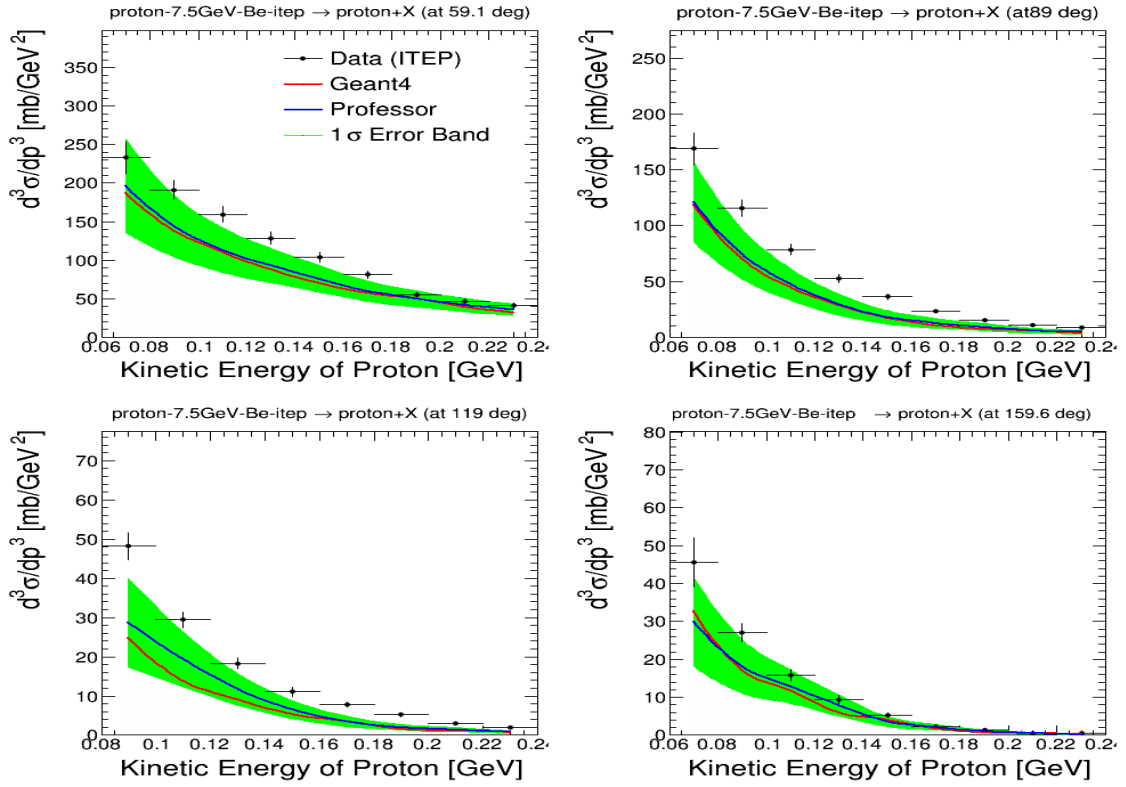 proton-7.5GeV-Be-itep → proton+X (at 59.1 deg)
d³σ/dp³ [mb/GeV²]
350
300
250
200
150
100
50
0
Data (ITEP)
Geant4
Professor
1σ Error Band
0.06 0.08 0.1 0.12 0.14 0.16 0.18 0.2 0.22 0.24
Kinetic Energy of Proton [GeV]
proton-7.5GeV-Be-itep → proton+X (at89 deg)
d³σ/dp³ [mb/GeV²]
250
200
150
100
50
0
0.06 0.08 0.1 0.12 0.14 0.16 0.18 0.2 0.22 0.24
Kinetic Energy of Proton [GeV]
proton-7.5GeV-Be-itep → proton+X (at 119 deg)
d³σ/dp³ [mb/GeV²]
70
60
50
40
30
20
10
0
0.08 0.1 0.12 0.14 0.16 0.18 0.2 0.22 0.24
Kinetic Energy of Proton [GeV]
proton-7.5GeV-Be-itep → proton+X (at 159.6 deg)
d³σ/dp³ [mb/GeV²]
80
70
60
50
40
30
20
10
0
0.06 0.08 0.1 0.12 0.14 0.16 0.18 0.2 0.22 0.24
Kinetic Energy of Proton [GeV]